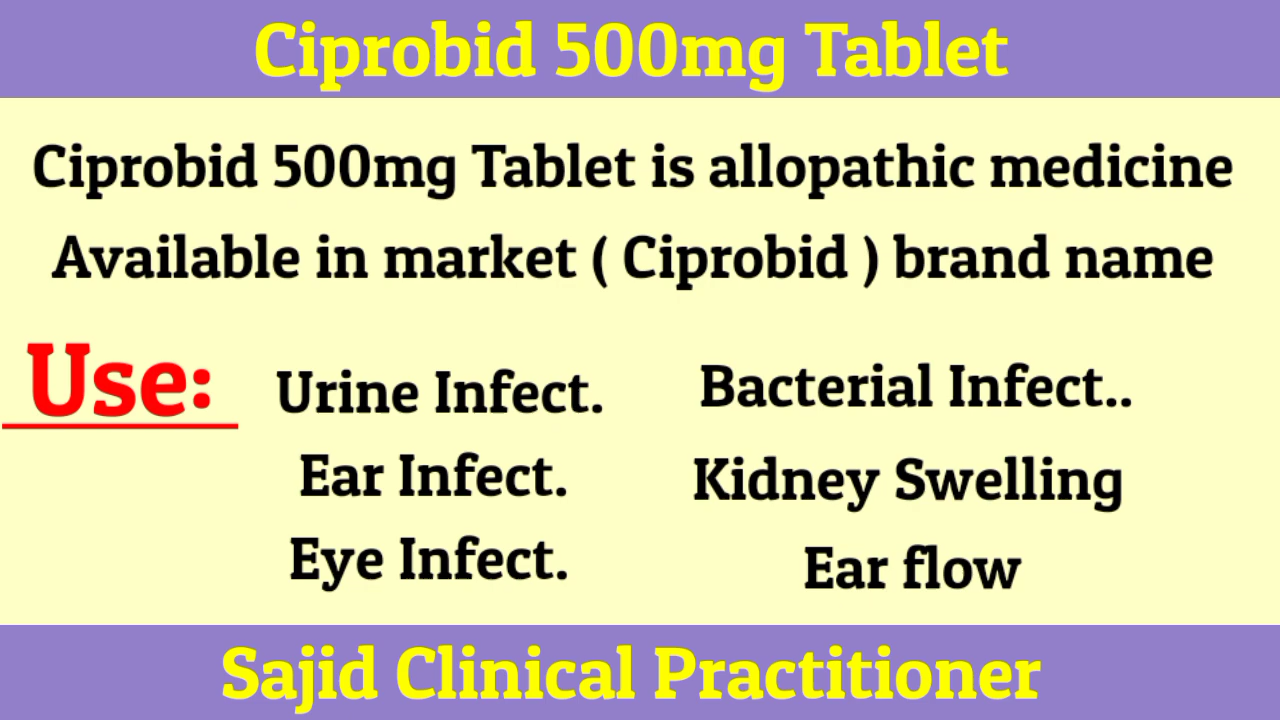 Ciprobid 500mg Tablet
Ciprobid 500mg Tablet is allopathic medicine
Available in market ( Ciprobid ) brand name
Use:
Urine Infect.
Bacterial Infect..
Ear Infect.
Kidney Swelling
Eye Infect.
Ear flow
Sajid Clinical Practitioner